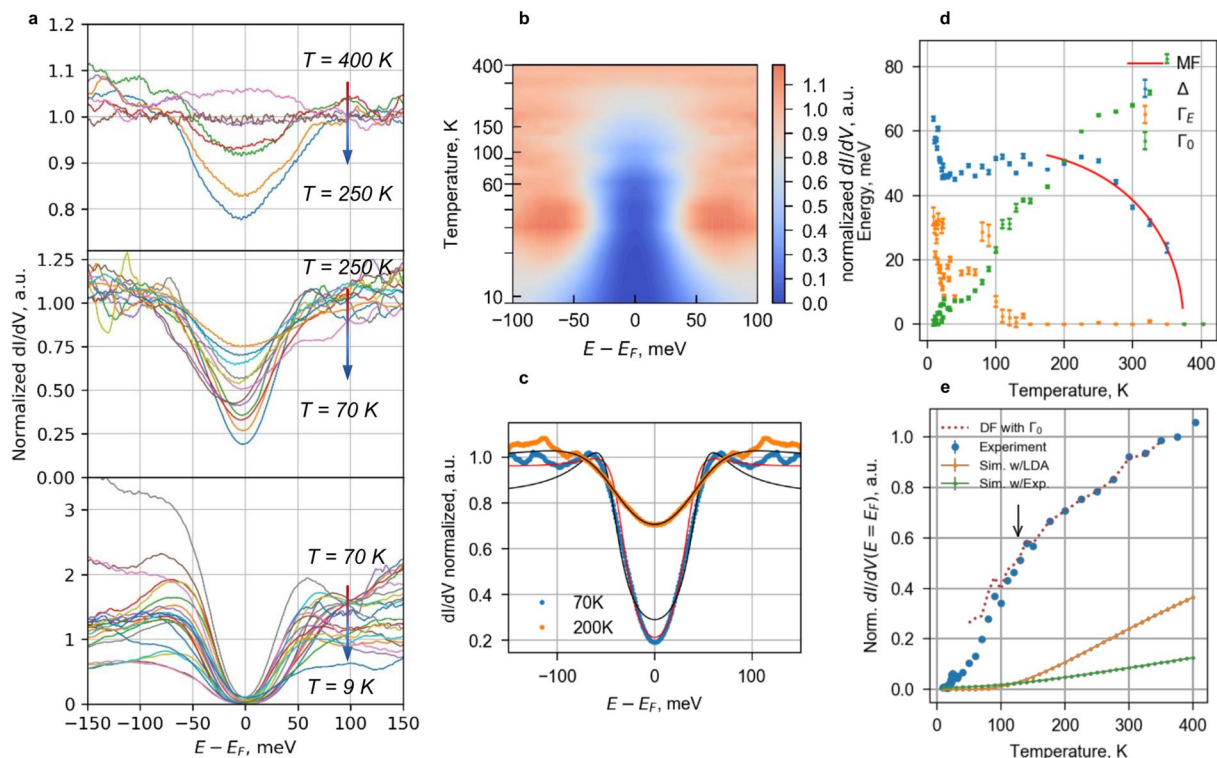 a
1.2
1.1
1.0
0.9
0.8
T = 400 K
T = 250 K
1.25
1.00
0.75
0.50
0.25
0.00
T = 250 K
T = 70 K
3
2
1
0
T = 70 K
T = 9 K
−150 −100 −50 0 50 100 150
E − E_F, meV
Normalized dI/dV, a.u.
b
400
150
100
60
10
Temperature, K
−100 −50 0 50 100
E − E_F, meV
1.1
1.0
0.9
0.8
0.7
0.6
0.5
0.4
0.3
0.2
0.1
0.0
normalizaed dI/dV, a.u.
c
1.0
0.8
0.6
0.4
0.2
dI/dV normalized, a.u.
70K
200K
−100 0 100
E − E_F, meV
d
80
60
40
20
0
Energy, meV
MF
Δ
Γ_E
Γ_0
0 100 200 300 400
Temperature, K
e
1.0
0.8
0.6
0.4
0.2
0.0
Norm. dI/dV(E = E_F), a.u.
DF with Γ_0
Experiment
Sim. w/LDA
Sim. w/Exp.
0 100 200 300 400
Temperature, K